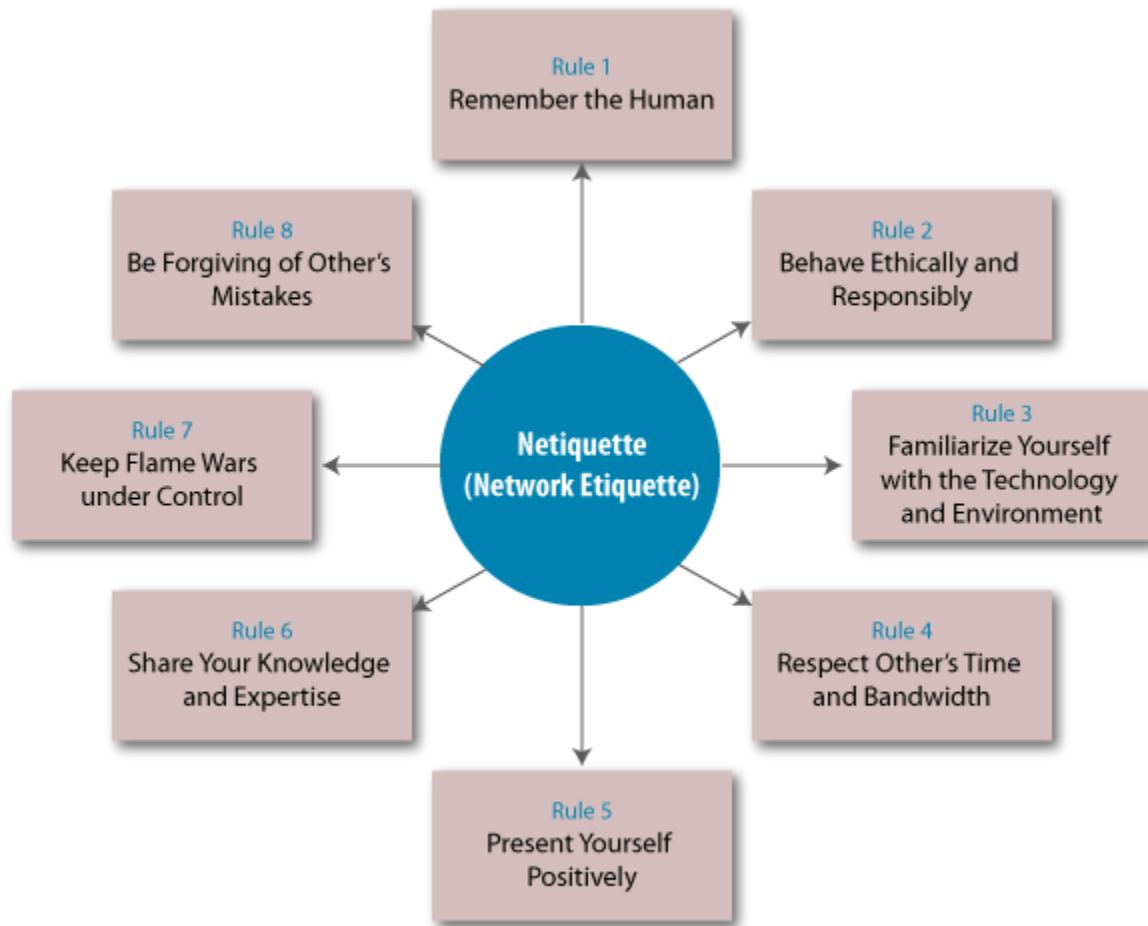 Rule 1
Remember the Human
Rule 8
Be Forgiving of Other's
Mistakes
Rule 2
Behave Ethically and
Responsibly
Rule 7
Keep Flame Wars
under Control
Netiquette
(Network Etiquette)
Rule 3
Familiarize Yourself
with the Technology
and Environment
Rule 6
Share Your Knowledge
and Expertise
Rule 4
Respect Other's Time
and Bandwidth
Rule 5
Present Yourself
Positively